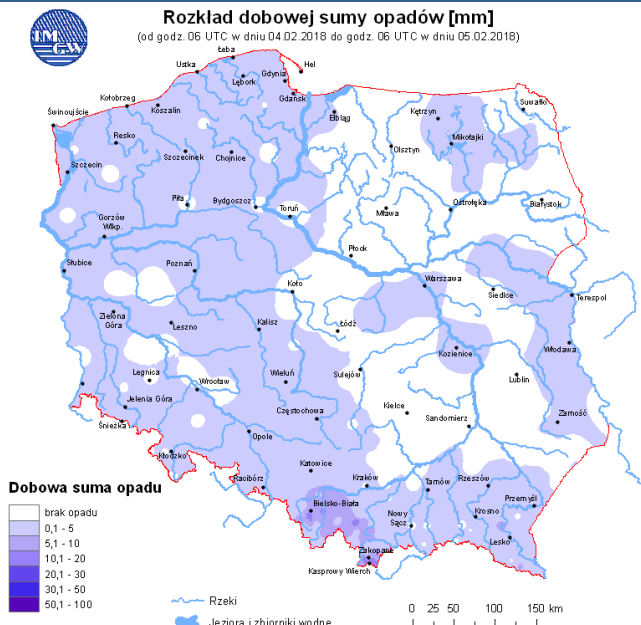 IMGW
Rozkład dobowej sumy opadów [mm]
(od godz. 06 UTC w dniu 04.02.2018 do godz. 06 UTC w dniu 05.02.2018)
Łeba
Ustka
Hel
Gdynia
Lębork
Gdańsk
Kołobrzeg
Koszalin
Suwałki
Świnoujście
Elbląg
Kętrzyn
Resko
Mikołajki
Olsztyn
Szczecinek
Chojnice
Szczecin
Piła
Bydgoszcz
Toruń
Mława
Ostrołęka
Białystok
Gorzów
Wlkp.
Płock
Słubice
Poznań
Warszawa
Koło
Siedlce
Terespol
Zielona
Góra
Leszno
Kalisz
Łódź
Kozienice
Włodawa
Legnica
Wrocław
Wieluń
Sulejów
Lublin
Jelenia Góra
Częstochowa
Kielce
Sandomierz
Zamość
Śnieżka
Opole
Kłodzko
Katowice
Racibórz
Kraków
Tarnów
Rzeszów
Bielsko-Biała
Nowy
Sącz
Krosno
Przemyśl
Lesko
Zakopane
Kasprowy Wierch
Dobowa suma opadu
brak opadu
0,1 - 5
5,1 - 10
10,1 - 20
20,1 - 30
30,1 - 50
50,1 - 100
Rzeki
Jeziora i zbiorniki wodne
0 25 50 100 150 km